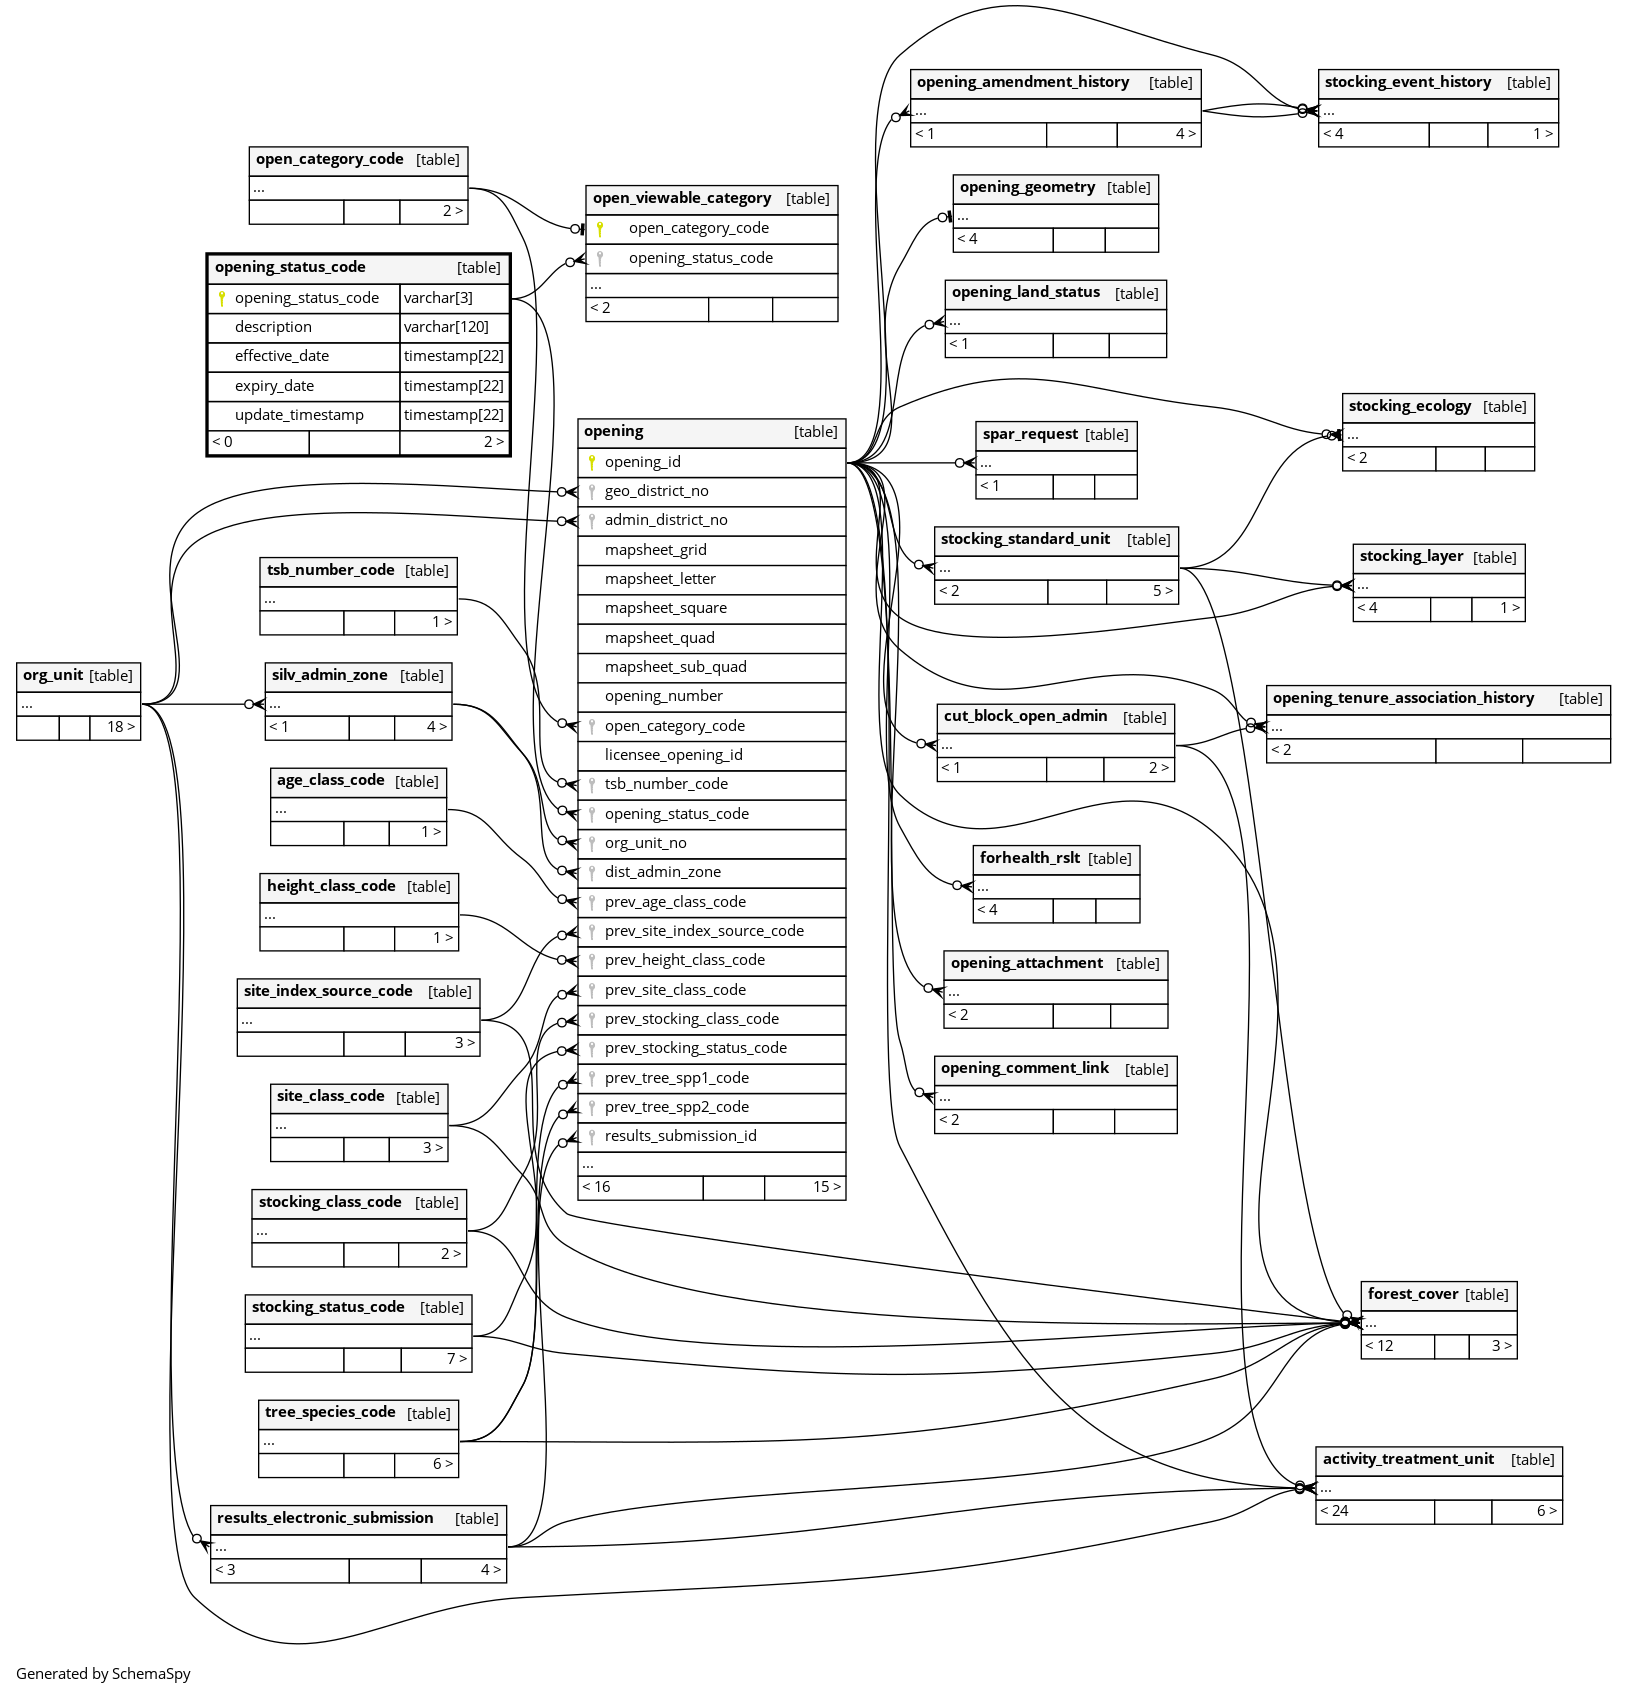 opening_amendment_history [table]
...
< 1 4 >
stocking_event_history [table]
...
< 4 1 >
open_category_code [table]
...
2 >
opening_geometry [table]
...
< 4
open_viewable_category [table]
open_category_code
opening_status_code
...
< 2
opening_status_code [table]
opening_status_code varchar[3]
description varchar[120]
effective_date timestamp[22]
expiry_date timestamp[22]
update_timestamp timestamp[22]
< 0 2 >
opening_land_status [table]
...
< 1
stocking_ecology [table]
...
< 2
spar_request [table]
...
< 1
opening [table]
opening_id
geo_district_no
admin_district_no
mapsheet_grid
mapsheet_letter
mapsheet_square
mapsheet_quad
mapsheet_sub_quad
opening_number
open_category_code
licensee_opening_id
tsb_number_code
opening_status_code
org_unit_no
dist_admin_zone
prev_age_class_code
prev_site_index_source_code
prev_height_class_code
prev_site_class_code
prev_stocking_class_code
prev_stocking_status_code
prev_tree_spp1_code
prev_tree_spp2_code
results_submission_id
...
< 16 15 >
stocking_standard_unit [table]
...
< 2 5 >
stocking_layer [table]
...
< 4 1 >
tsb_number_code [table]
...
1 >
org_unit [table]
...
18 >
silv_admin_zone [table]
...
< 1 4 >
opening_tenure_association_history [table]
...
< 2
cut_block_open_admin [table]
...
< 1 2 >
age_class_code [table]
...
1 >
forhealth_rslt [table]
...
< 4
height_class_code [table]
...
1 >
opening_attachment [table]
...
< 2
site_index_source_code [table]
...
3 >
opening_comment_link [table]
...
< 2
site_class_code [table]
...
3 >
stocking_class_code [table]
...
2 >
forest_cover [table]
...
< 12 3 >
stocking_status_code [table]
...
7 >
tree_species_code [table]
...
6 >
activity_treatment_unit [table]
...
< 24 6 >
results_electronic_submission [table]
...
< 3 4 >
Generated by SchemaSpy